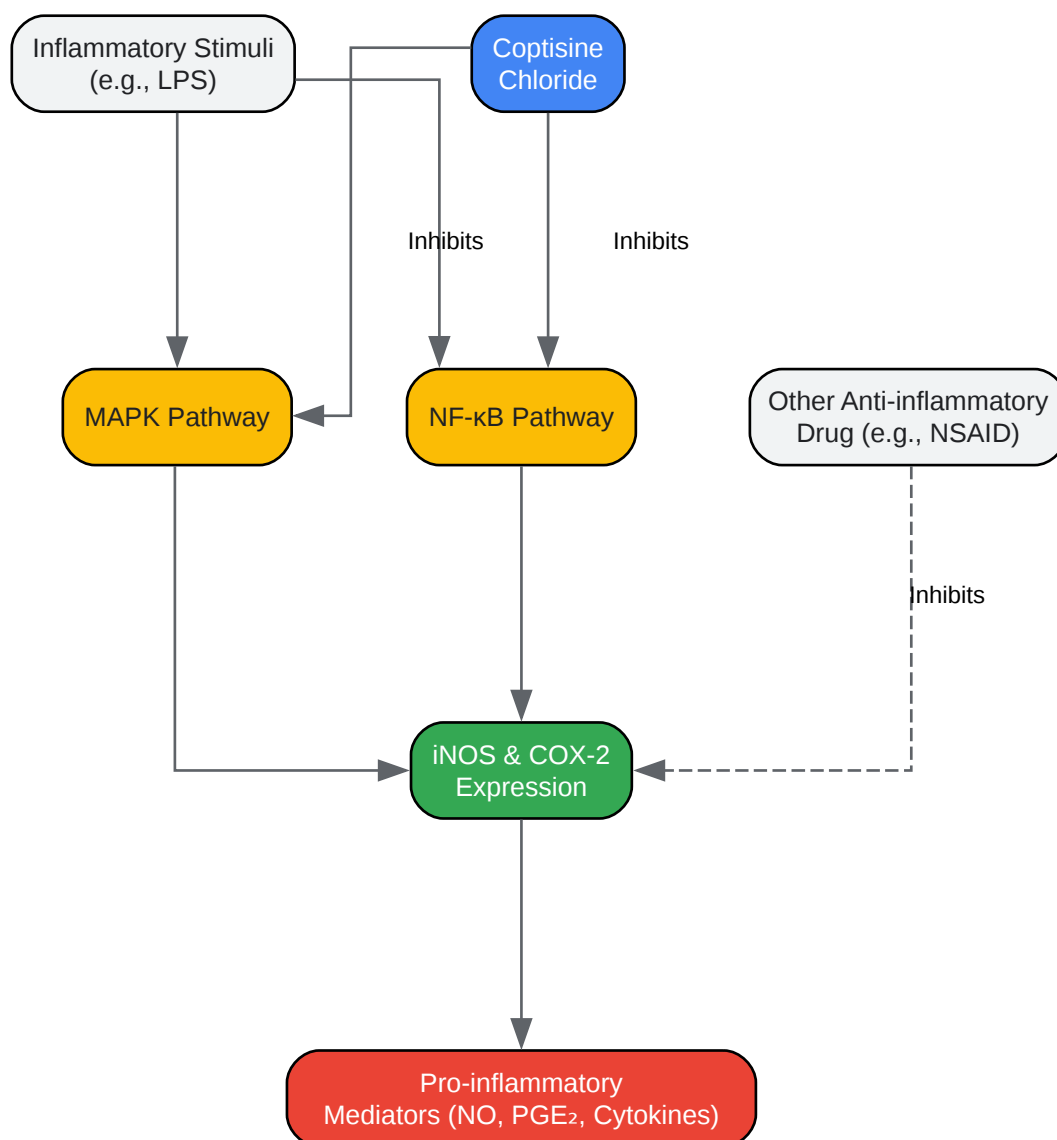 Inflammatory Stimuli
(e.g., LPS)
Coptisine
Chloride
Inhibits
Inhibits
MAPK Pathway
NF-κB Pathway
Other Anti-inflammatory
Drug (e.g., NSAID)
Inhibits
iNOS & COX-2
Expression
Pro-inflammatory
Mediators (NO, PGE₂, Cytokines)